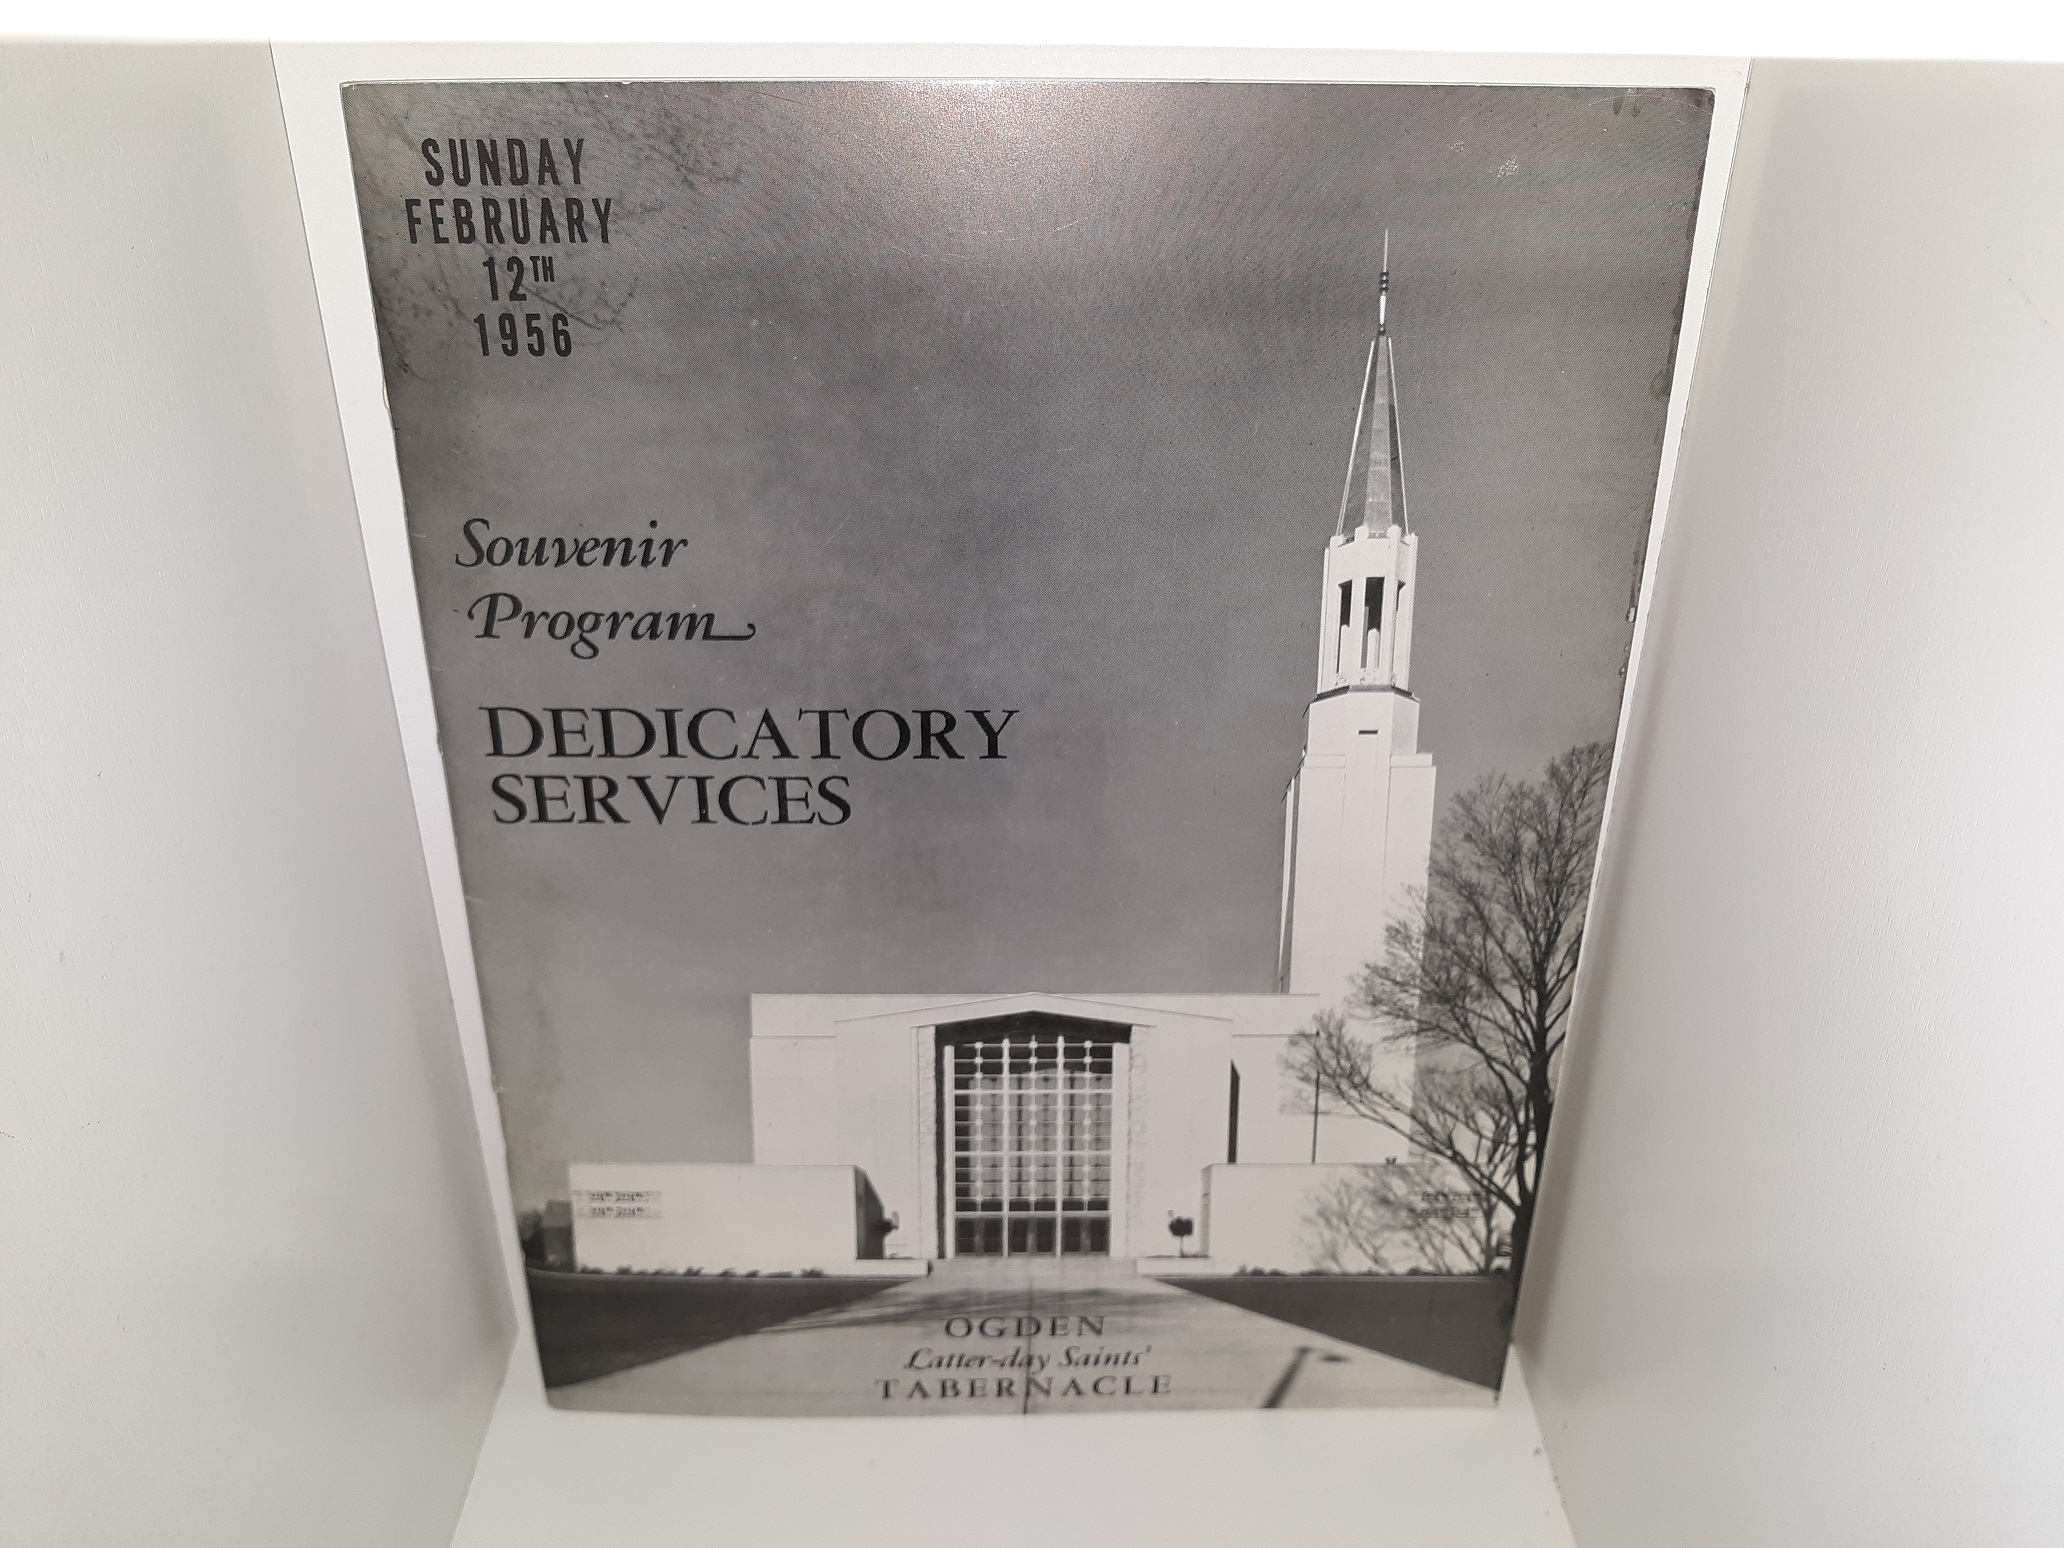 SUNDAY
FEBRUARY
12TH
1956
Souvenir
Program
DEDICATORY
SERVICES
OGDEN
Latter-day Saints'
TABERNACLE